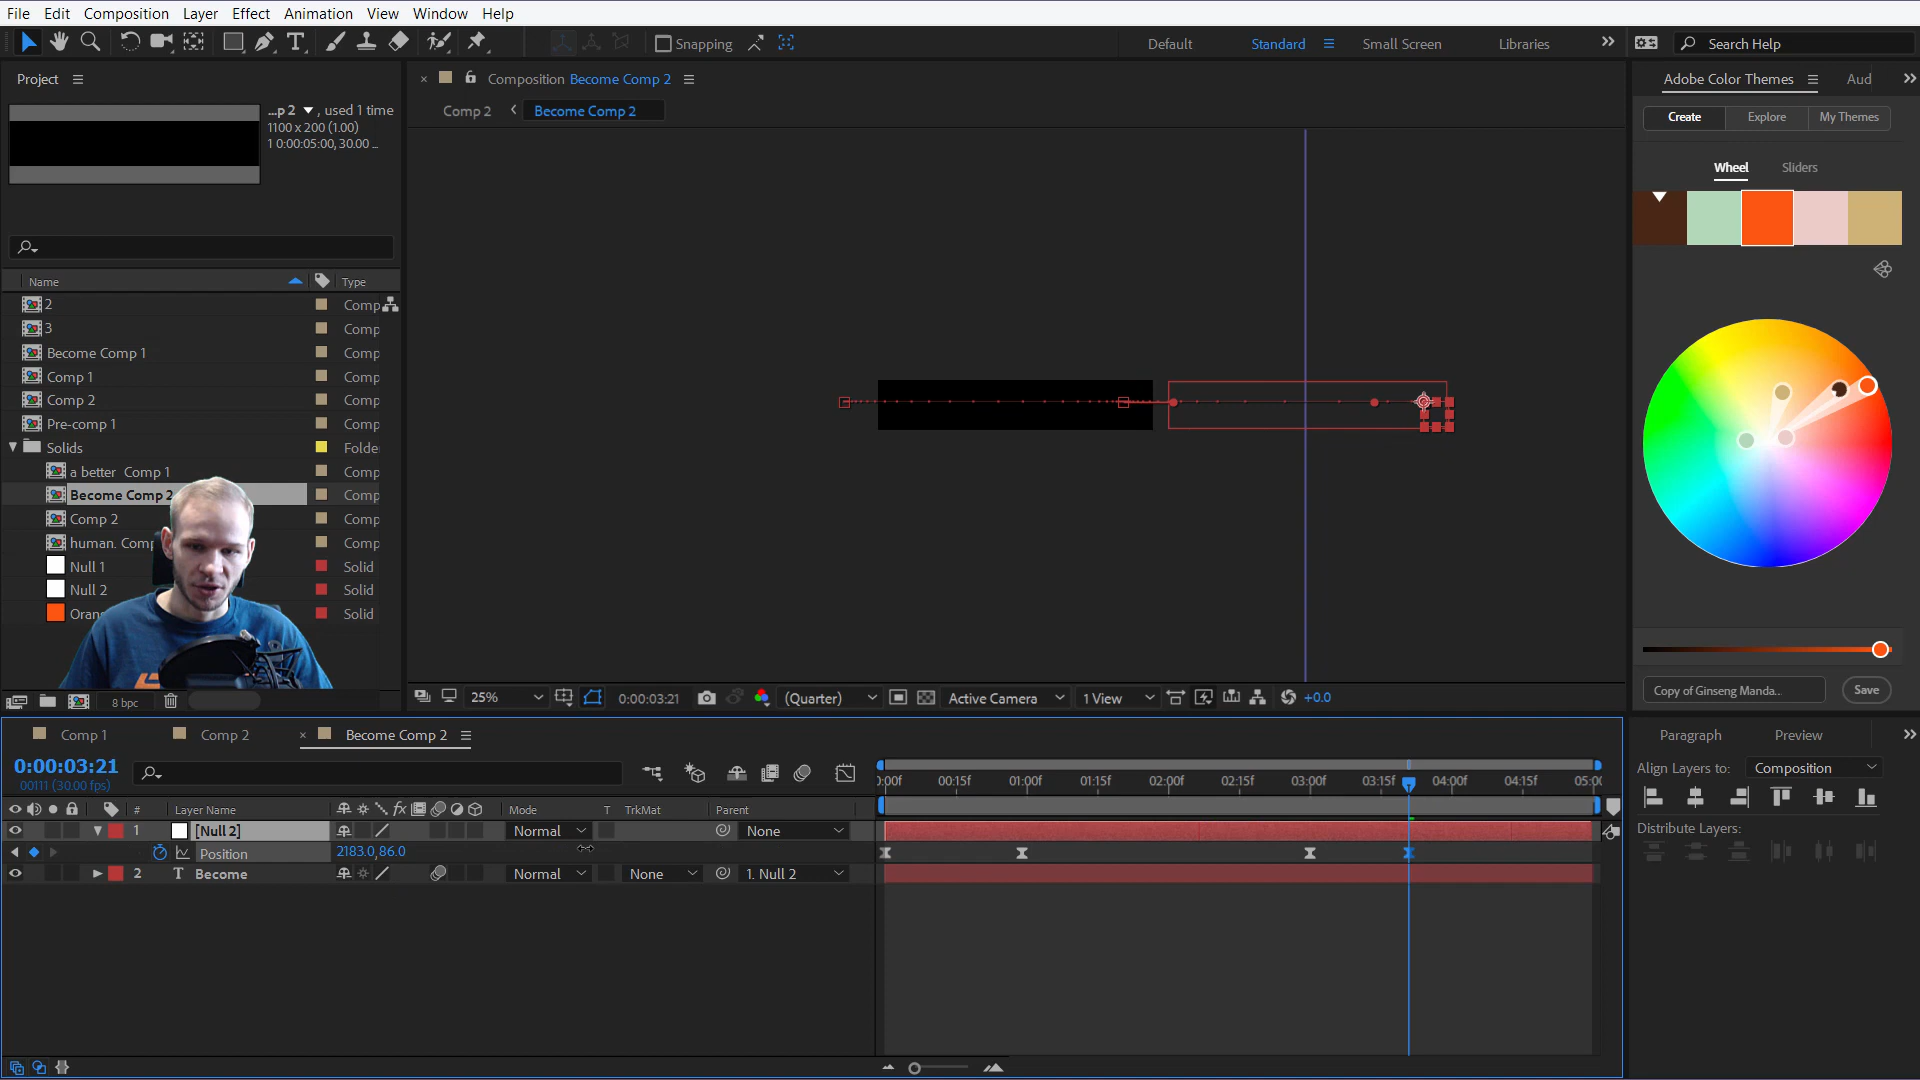 File Edit Composition Layer Effect Animation View Window Help
Snapping Default Standard Small Screen Libraries Search Help
Project
...p 2 , used 1 time
1100 x 200 (1.00)
1 0:00:05:00, 30.00 ...
Name Type
2 Comp
3 Comp
Become Comp 1 Comp
Comp 1 Comp
Comp 2 Comp
Pre-comp 1 Comp
Solids Folde
a better Comp 1 Comp
Become Comp 2 Comp
Comp 2 Comp
human. Comp
Null 1 Solid
Null 2 Solid
Oran Solid
8 bpc
Composition Become Comp 2
Comp 2 Become Comp 2
25% 0:00:03:21 (Quarter) Active Camera 1 View +0.0
Adobe Color Themes Aud
Create Explore My Themes
Wheel Sliders
Copy of Ginseng Manda... Save
Comp 1 Comp 2 Become Comp 2
0:00:03:21
00111 (30.00 fps)
# Layer Name fx Mode T TrkMat Parent
1 [Null 2] Normal None
Position 2183.0,86.0
2 T Become Normal None 1. Null 2
0:00f 00:15f 01:00f 01:15f 02:00f 02:15f 03:00f 03:15f 04:00f 04:15f 05:00
Paragraph Preview
Align Layers to: Composition
Distribute Layers: